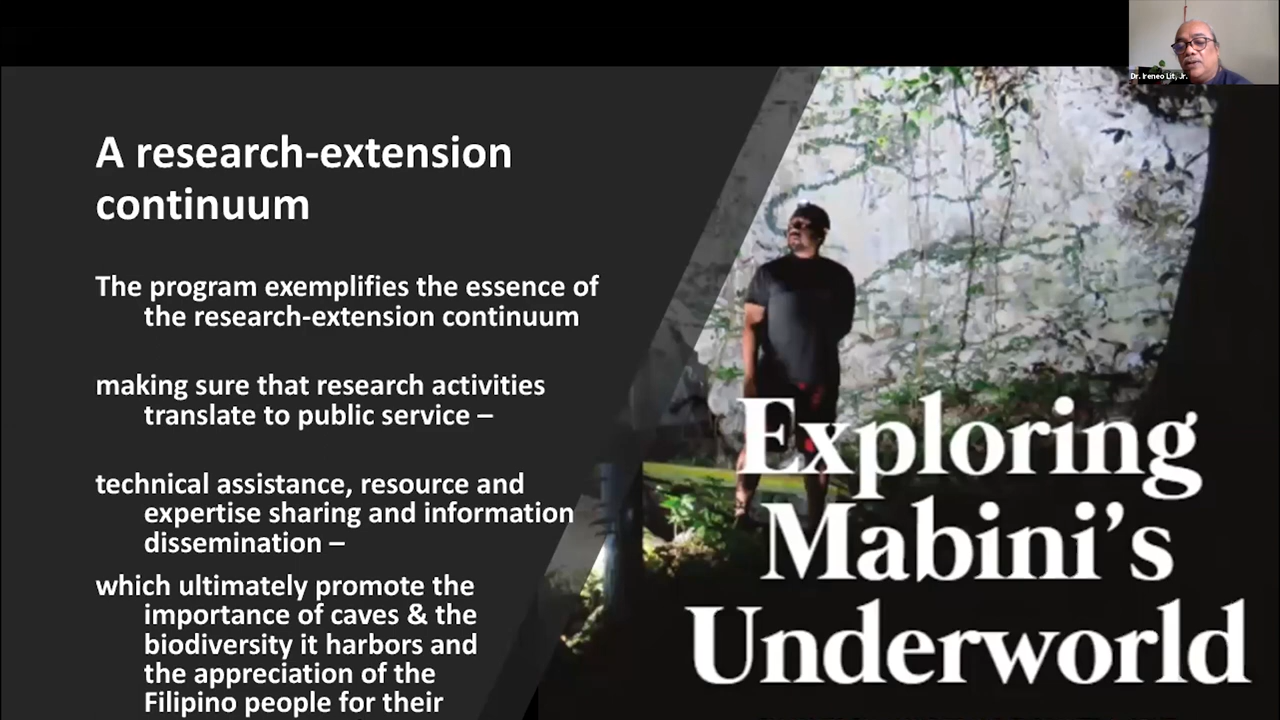 Dr. Ireneo Lit, Jr.
A research-extension
continuum
The program exemplifies the essence of
the research-extension continuum
making sure that research activities
translate to public service –
technical assistance, resource and
expertise sharing and information
dissemination –
which ultimately promote the
importance of caves & the
biodiversity it harbors and
the appreciation of the
Filipino people for their
Exploring
Mabini's
Underworld